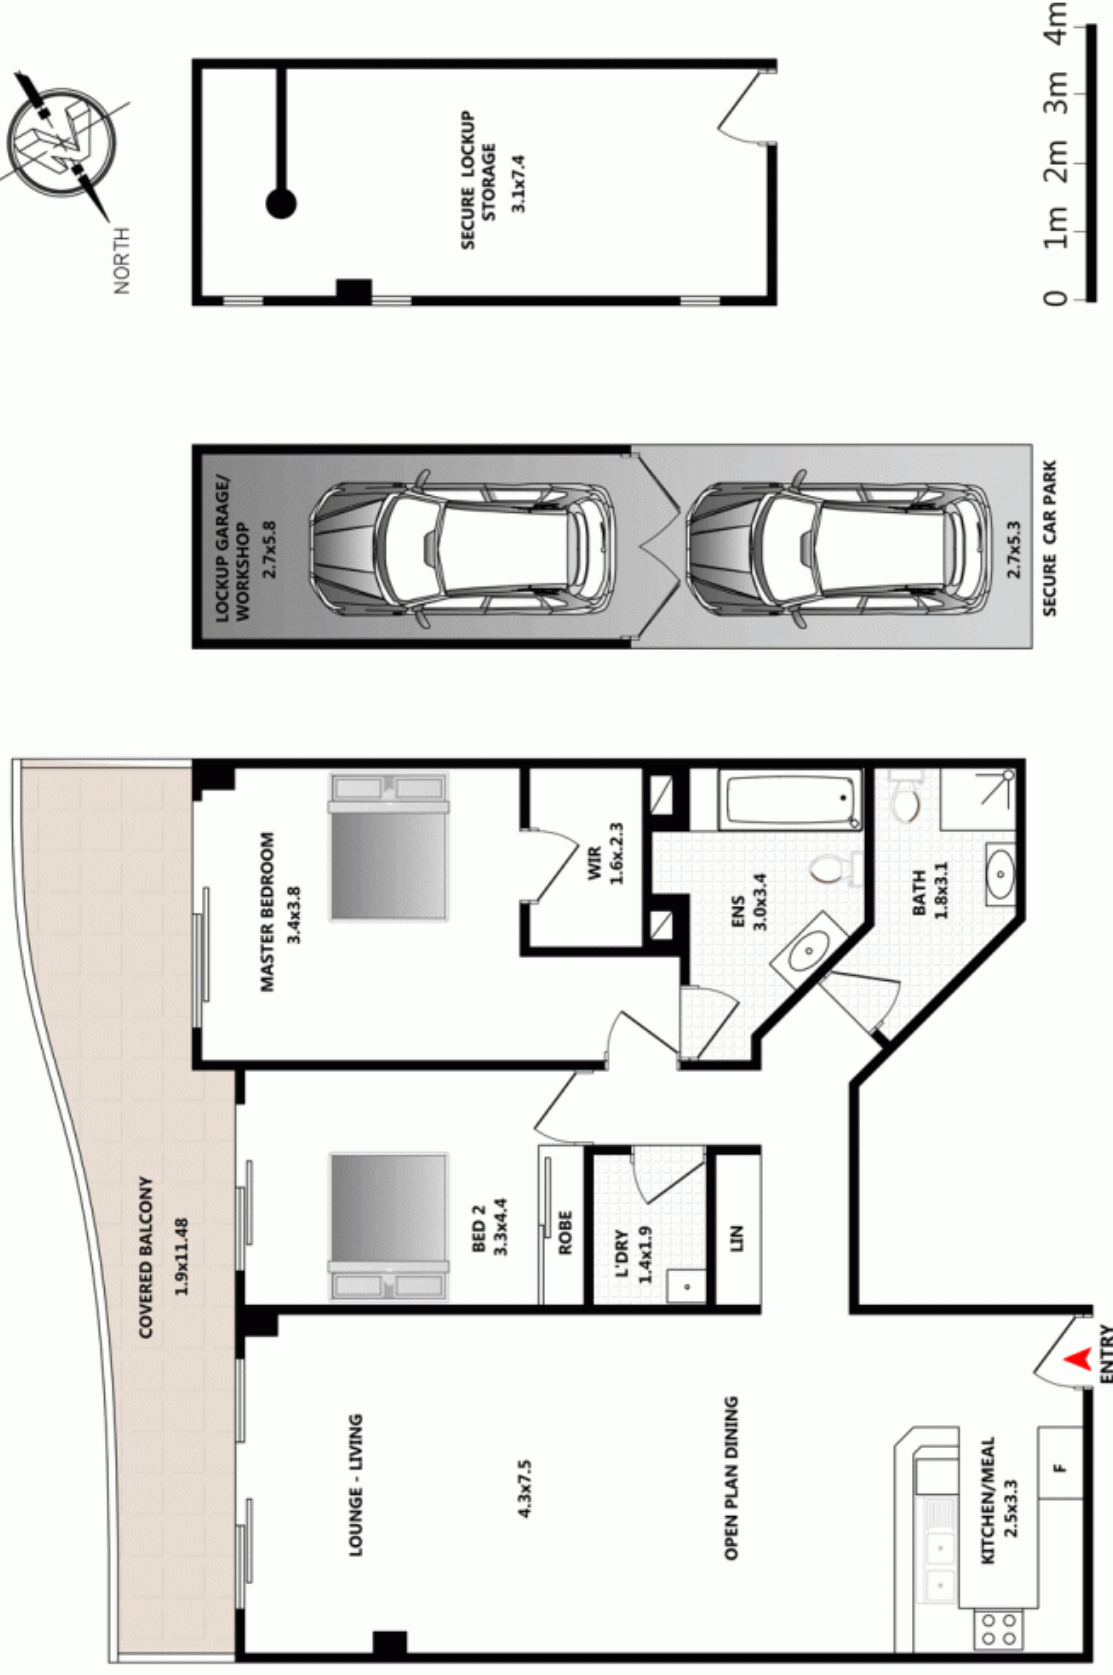 NORTH
SECURE LOCKUP
STORAGE
3.1x7.4
0
1m
2m
3m
4m
LOCKUP GARAGE/
WORKSHOP
2.7x5.8
2.7x5.3
SECURE CAR PARK
COVERED BALCONY
1.9x11.48
MASTER BEDROOM
3.4x3.8
WIR
1.6x.2.3
ENS
3.0x3.4
BATH
1.8x3.1
BED 2
3.3x4.4
ROBE
L'DRY
1.4x1.9
LIN
LOUNGE - LIVING
4.3x7.5
OPEN PLAN DINING
KITCHEN/MEAL
2.5x3.3
F
ENTRY